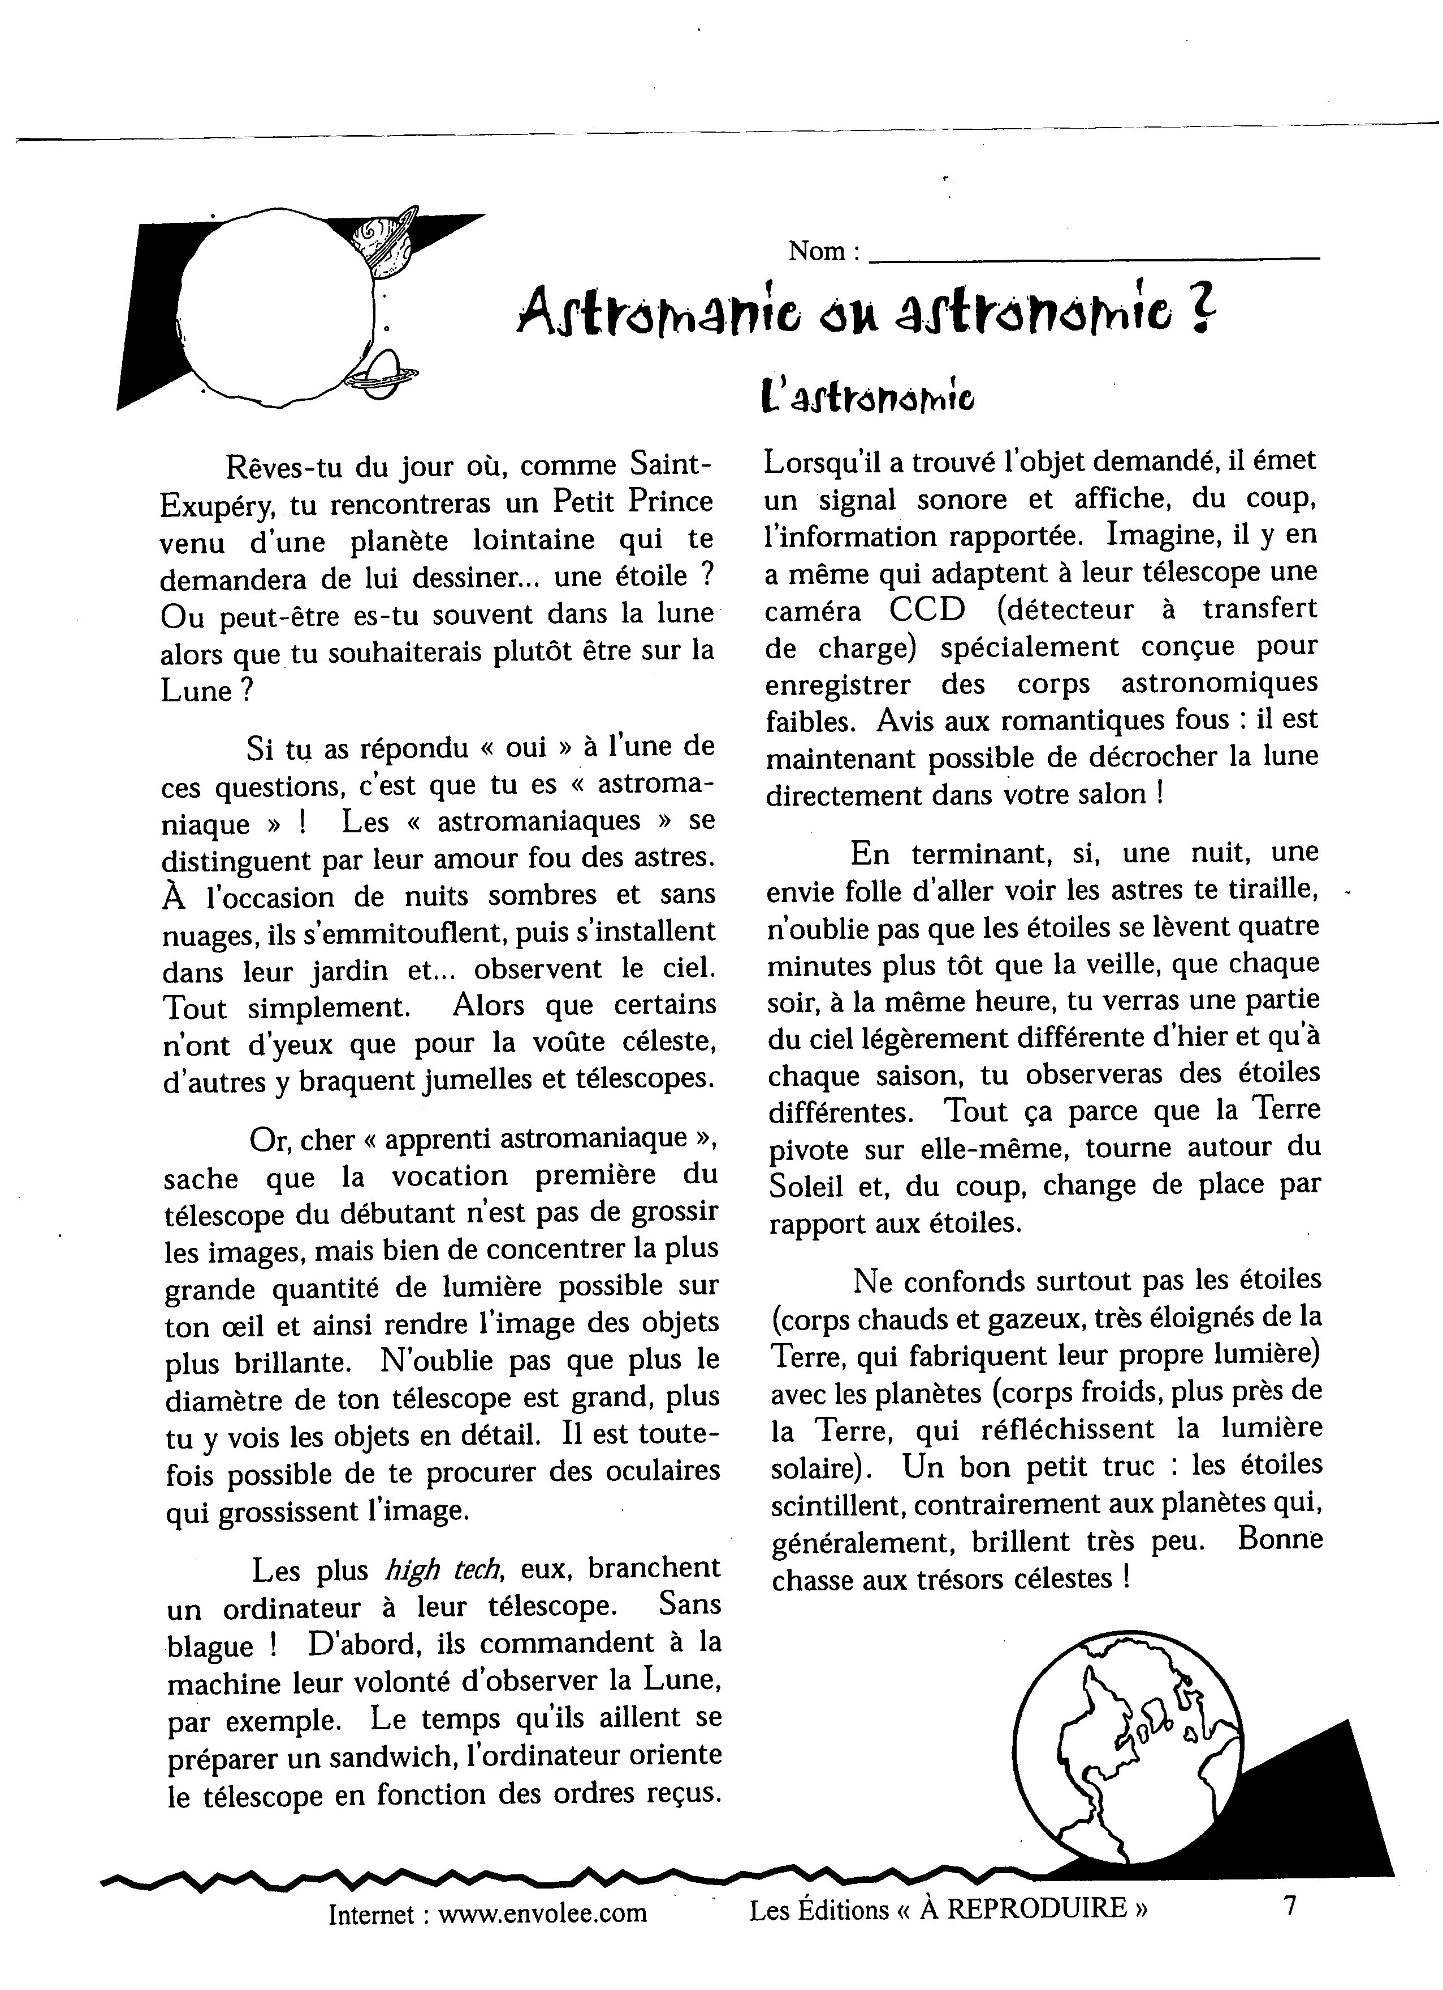 Nom :
Astromanie ou astronomie ?
L'astronomie
Rêves-tu du jour où, comme Saint-
Exupéry, tu rencontreras un Petit Prince
venu d'une planète lointaine qui te
demandera de lui dessiner... une étoile ?
Ou peut-être es-tu souvent dans la lune
alors que tu souhaiterais plutôt être sur la
Lune ?
Si tu as répondu « oui » à l'une de
ces questions, c'est que tu es « astroma-
niaque » ! Les « astromaniaques » se
distinguent par leur amour fou des astres.
À l'occasion de nuits sombres et sans
nuages, ils s'emmitouflent, puis s'installent
dans leur jardin et... observent le ciel.
Tout simplement. Alors que certains
n'ont d'yeux que pour la voûte céleste,
d'autres y braquent jumelles et télescopes.
Or, cher « apprenti astromaniaque »,
sache que la vocation première du
télescope du débutant n'est pas de grossir
les images, mais bien de concentrer la plus
grande quantité de lumière possible sur
ton œil et ainsi rendre l'image des objets
plus brillante. N'oublie pas que plus le
diamètre de ton télescope est grand, plus
tu y vois les objets en détail. Il est toute-
fois possible de te procurer des oculaires
qui grossissent l'image.
Les plus high tech, eux, branchent
un ordinateur à leur télescope. Sans
blague ! D'abord, ils commandent à la
machine leur volonté d'observer la Lune,
par exemple. Le temps qu'ils aillent se
préparer un sandwich, l'ordinateur oriente
le télescope en fonction des ordres reçus.
Lorsqu'il a trouvé l'objet demandé, il émet
un signal sonore et affiche, du coup,
l'information rapportée. Imagine, il y en
a même qui adaptent à leur télescope une
caméra CCD (détecteur à transfert
de charge) spécialement conçue pour
enregistrer des corps astronomiques
faibles. Avis aux romantiques fous : il est
maintenant possible de décrocher la lune
directement dans votre salon !
En terminant, si, une nuit, une
envie folle d'aller voir les astres te tiraille,
n'oublie pas que les étoiles se lèvent quatre
minutes plus tôt que la veille, que chaque
soir, à la même heure, tu verras une partie
du ciel légèrement différente d'hier et qu'à
chaque saison, tu observeras des étoiles
différentes. Tout ça parce que la Terre
pivote sur elle-même, tourne autour du
Soleil et, du coup, change de place par
rapport aux étoiles.
Ne confonds surtout pas les étoiles
(corps chauds et gazeux, très éloignés de la
Terre, qui fabriquent leur propre lumière)
avec les planètes (corps froids, plus près de
la Terre, qui réfléchissent la lumière
solaire). Un bon petit truc : les étoiles
scintillent, contrairement aux planètes qui,
généralement, brillent très peu. Bonne
chasse aux trésors célestes !
Internet : www.envolee.com
Les Éditions « À REPRODUIRE »
7